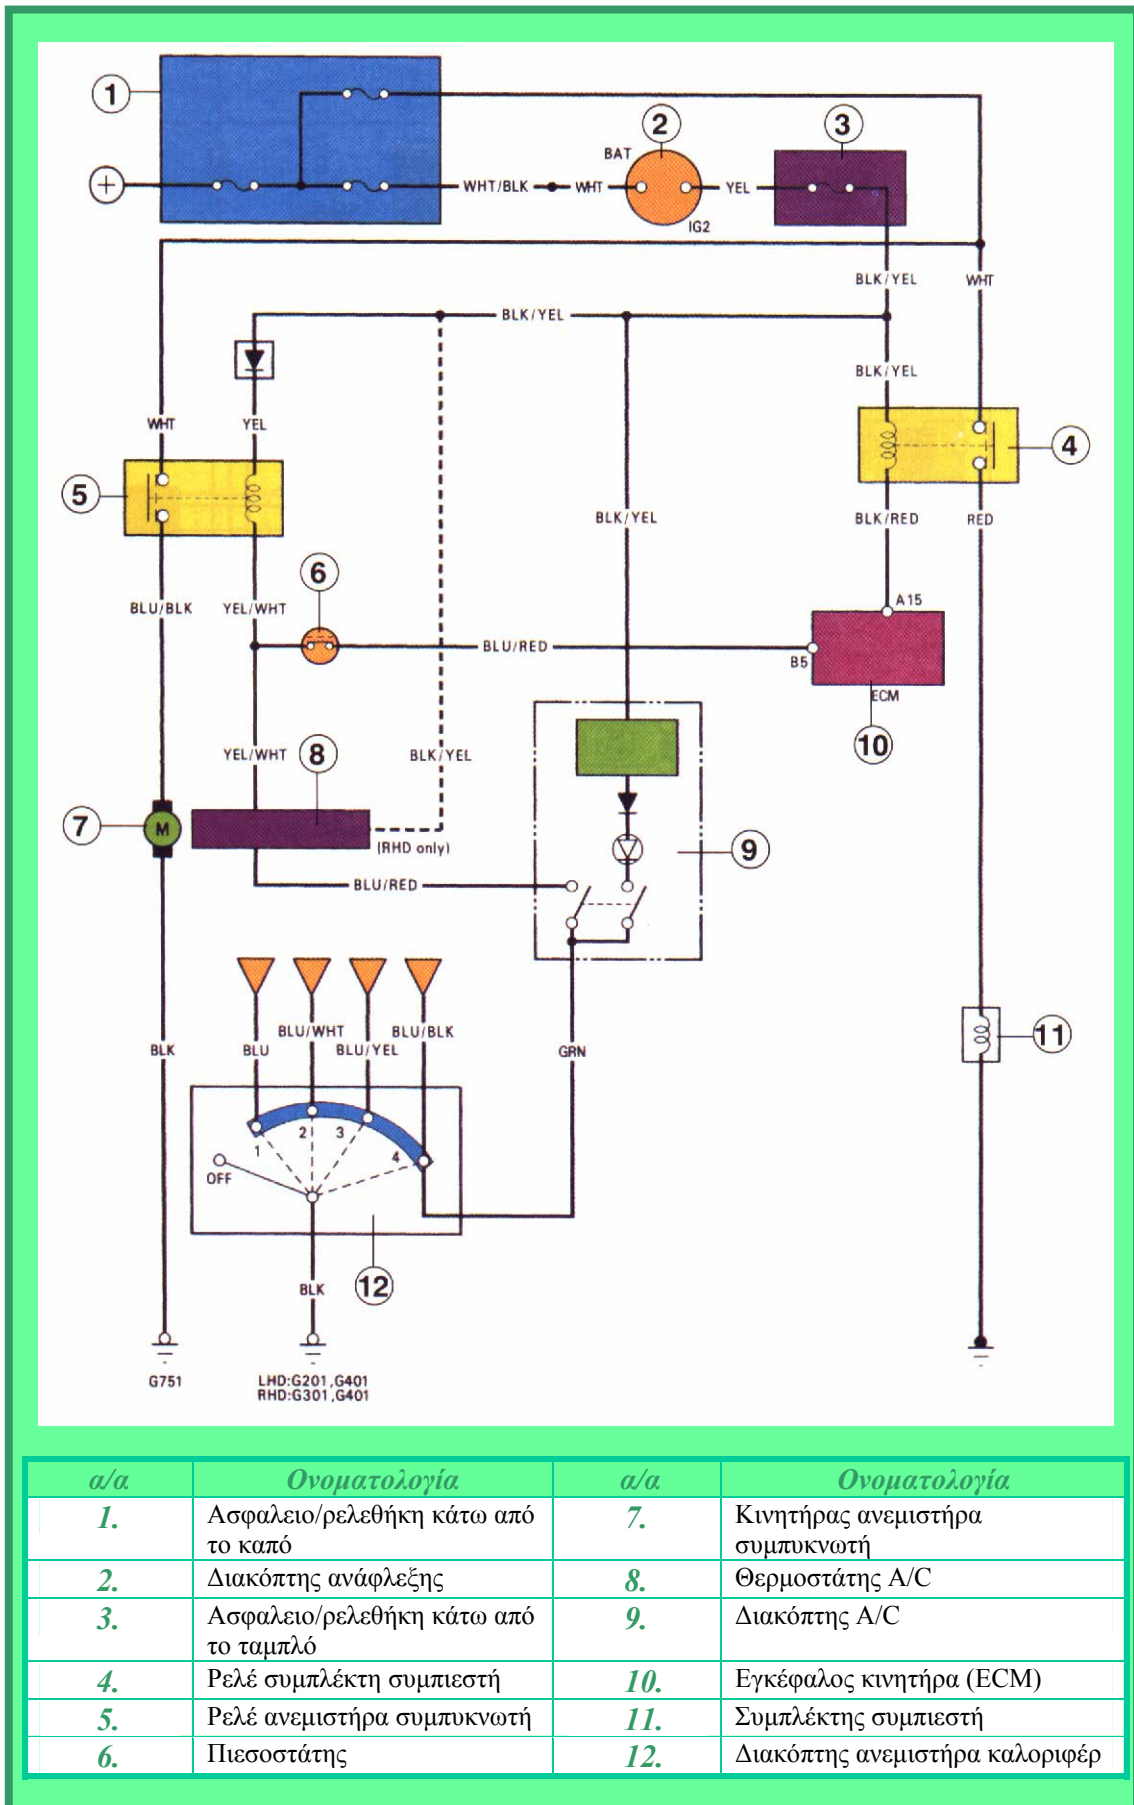 1
2
3
BAT
+
WHT/BLK
WHT
YEL
IG2
BLK/YEL
WHT
BLK/YEL
BLK/YEL
WHT
YEL
4
5
BLK/YEL
BLK/RED
RED
6
BLU/BLK
YEL/WHT
A15
BLU/RED
B5
ECM
YEL/WHT
8
BLK/YEL
10
7
M
(RHD only)
9
BLU/RED
BLU/WHT
BLU/BLK
BLK
BLU
BLU/YEL
GRN
11
1
2
3
4
OFF
BLK
12
G751
LHD:G201,G401
RHD:G301,G401
α/α Ονοματολογία α/α Ονοματολογία
1. Ασφαλειο/ρελεθήκη κάτω από το καπό 7. Κινητήρας ανεμιστήρα συμπυκνωτή
2. Διακόπτης ανάφλεξης 8. Θερμοστάτης A/C
3. Ασφαλειο/ρελεθήκη κάτω από το ταμπλό 9. Διακόπτης A/C
4. Ρελέ συμπλέκτη συμπιεστή 10. Εγκέφαλος κινητήρα (ECM)
5. Ρελέ ανεμιστήρα συμπυκνωτή 11. Συμπλέκτης συμπιεστή
6. Πιεσοστάτης 12. Διακόπτης ανεμιστήρα καλοριφέρ